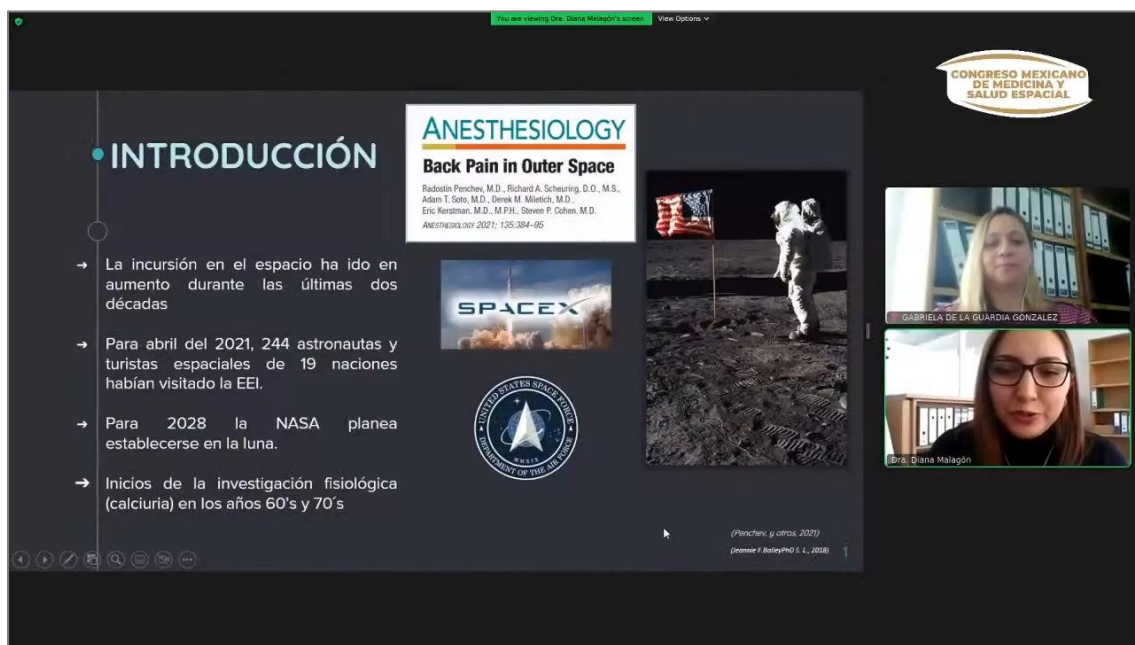 You are viewing Dra. Diana Malagón's screen
View Options
CONGRESO MEXICANO
DE MEDICINA Y
SALUD ESPACIAL
INTRODUCCIÓN
→ La incursión en el espacio ha ido en
aumento durante las últimas dos
décadas
→ Para abril del 2021, 244 astronautas y
turistas espaciales de 19 naciones
habían visitado la EEI.
→ Para 2028 la NASA planea
establecerse en la luna.
→ Inicios de la investigación fisiológica
(calciuria) en los años 60's y 70´s
ANESTHESIOLOGY
Back Pain in Outer Space
Radostin Penchev, M.D., Richard A. Scheuring, D.O., M.S.,
Adam T. Soto, M.D., Derek M. Miletich, M.D.,
Eric Kerstman, M.D., M.P.H., Steven P. Cohen, M.D.
ANESTHESIOLOGY 2021; 135:384–95
SPACEX
UNITED STATES SPACE FORCE
DEPARTMENT OF THE AIR FORCE
MMXIX
(Penchev, y otros, 2021)
(Jeannie F.BaileyPhD S. L., 2018)
1
GABRIELA DE LA GUARDIA GONZALEZ
Dra. Diana Malagón